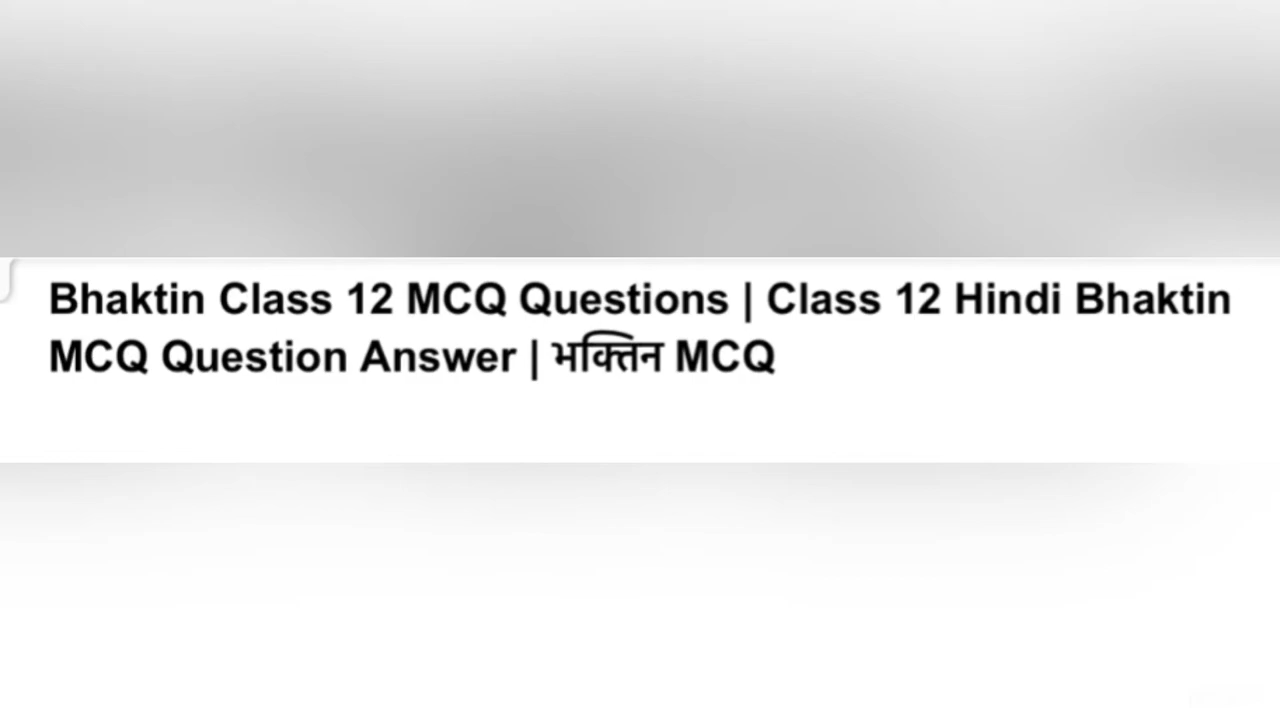 Bhaktin Class 12 MCQ Questions | Class 12 Hindi Bhaktin
MCQ Question Answer | भक्तिन MCQ